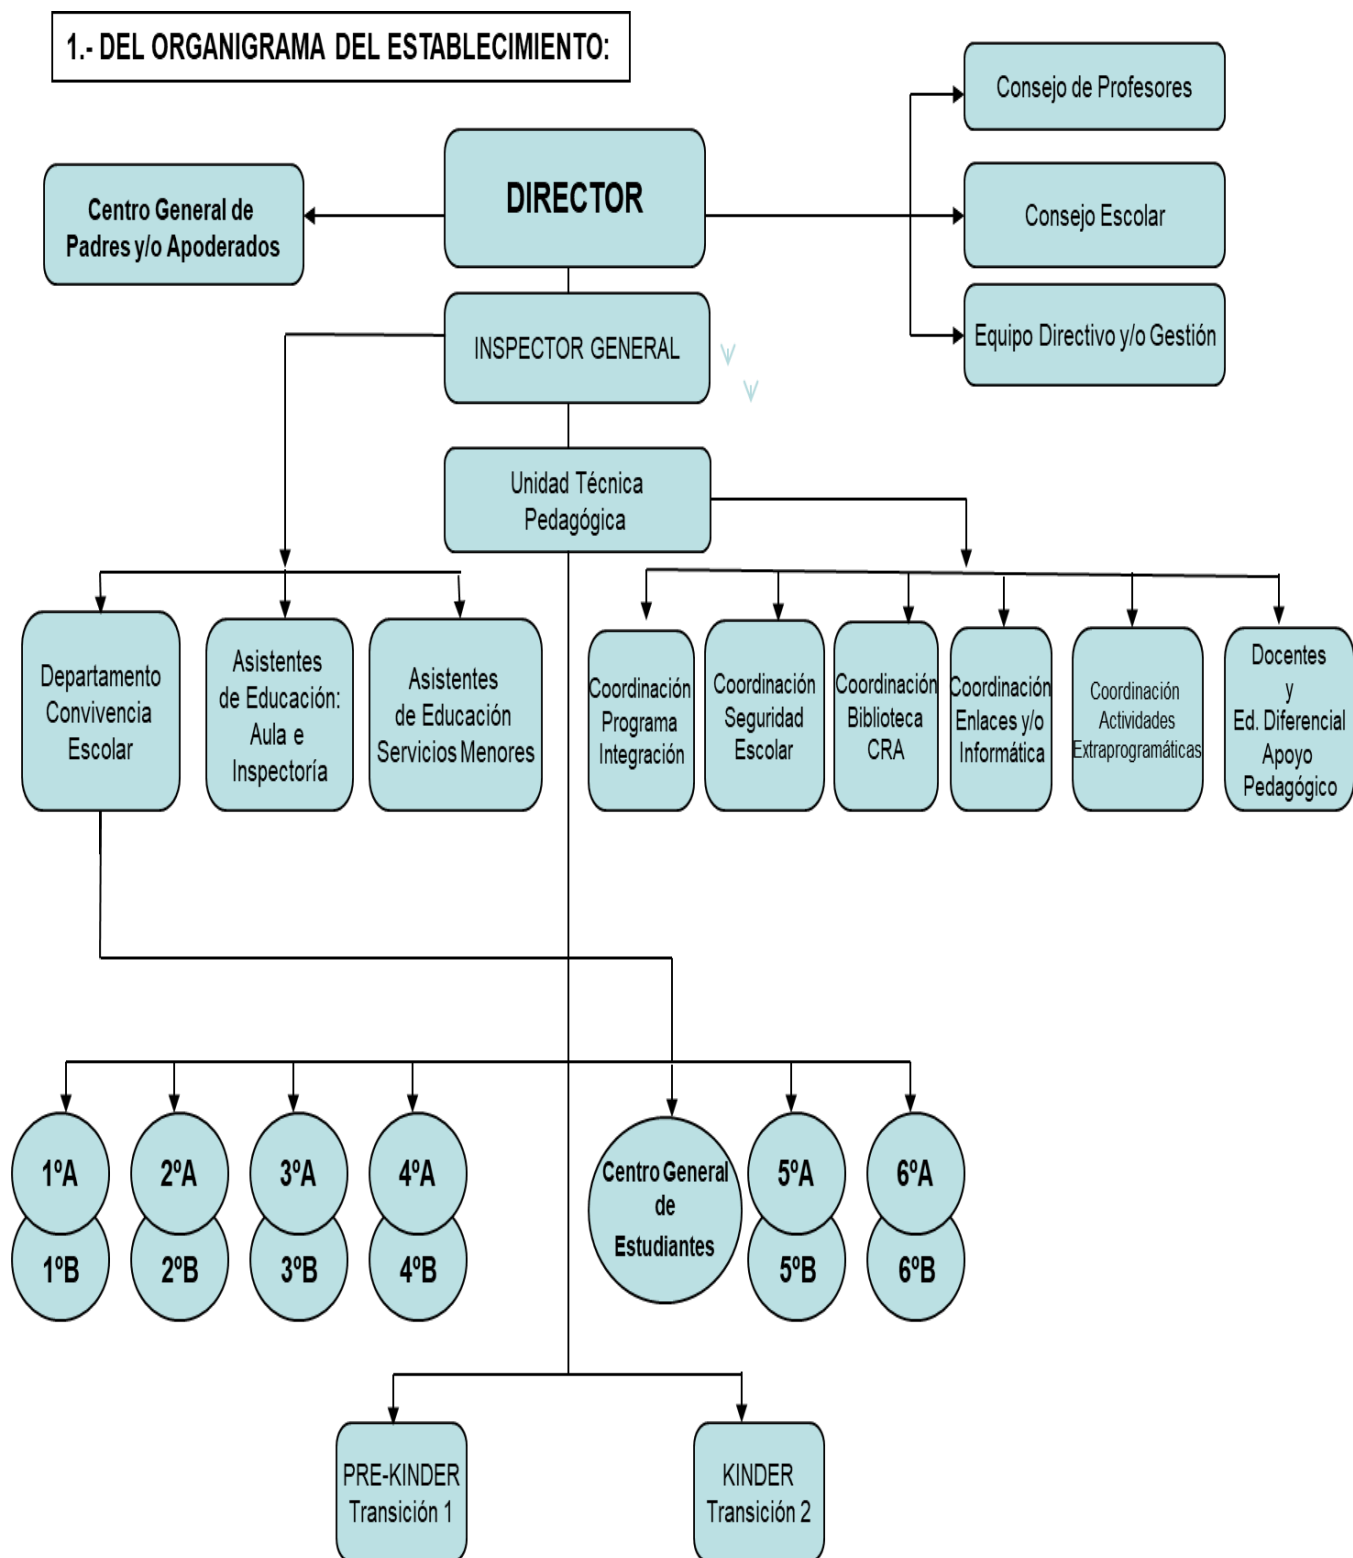 1.- DEL ORGANIGRAMA DEL ESTABLECIMIENTO:
Consejo de Profesores
DIRECTOR
Centro General de
Padres y/o Apoderados
Consejo Escolar
INSPECTOR GENERAL
Equipo Directivo y/o Gestión
Unidad Técnica
Pedagógica
Departamento
Convivencia
Escolar
Asistentes
de Educación:
Aula e
Inspectoría
Asistentes
de Educación
Servicios Menores
Coordinación
Programa
Integración
Coordinación
Seguridad
Escolar
Coordinación
Biblioteca
CRA
Coordinación
Enlaces y/o
Informática
Coordinación
Actividades
Extraprogramáticas
Docentes
y
Ed. Diferencial
Apoyo
Pedagógico
1ºA
1ºB
2ºA
2ºB
3ºA
3ºB
4ºA
4ºB
Centro General
de
Estudiantes
5ºA
5ºB
6ºA
6ºB
PRE-KINDER
Transición 1
KINDER
Transición 2